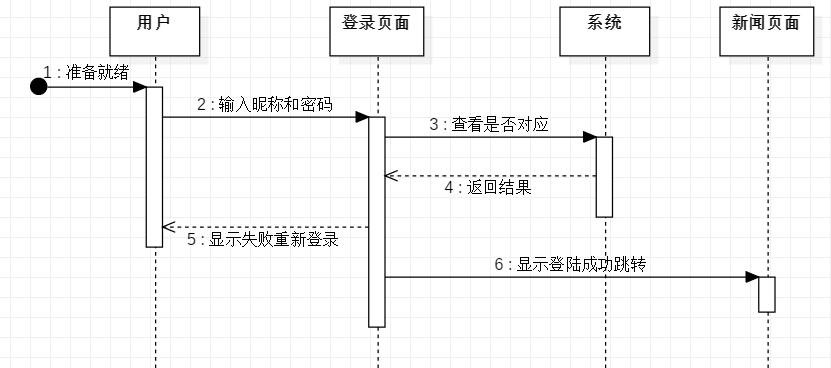 用户
登录页面
系统
新闻页面
1 : 准备就绪
2 : 输入昵称和密码
3 : 查看是否对应
4 : 返回结果
5 : 显示失败重新登录
6 : 显示登陆成功跳转